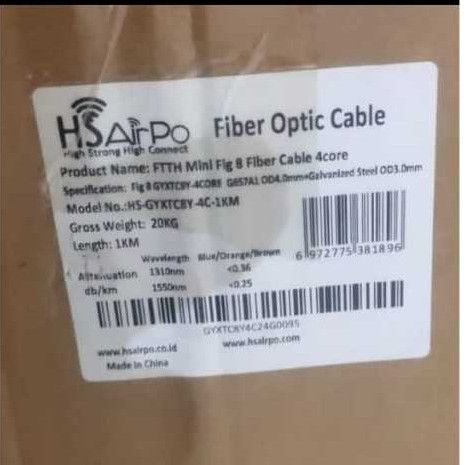 HSAirPo
High Strong High Connect
Fiber Optic Cable
Product Name: FTTH Mini Fig 8 Fiber Cable 4core
Specification: Fig 8 GYXTC8Y-4CORE G657A1 OD4.0mm*Galvanized Steel OD3.0mm
Model No.:HS-GYXTC8Y-4C-1KM
Gross Weight: 20KG
Length: 1KM
Wavelength Blue/Orange/Brown
Attenuation 1310nm <0.36
db/km 1550nm <0.25
6 972775 381896
GYXTC8Y4C24G0095
www.hsairpo.co.id www.hsairpo.com
Made In China